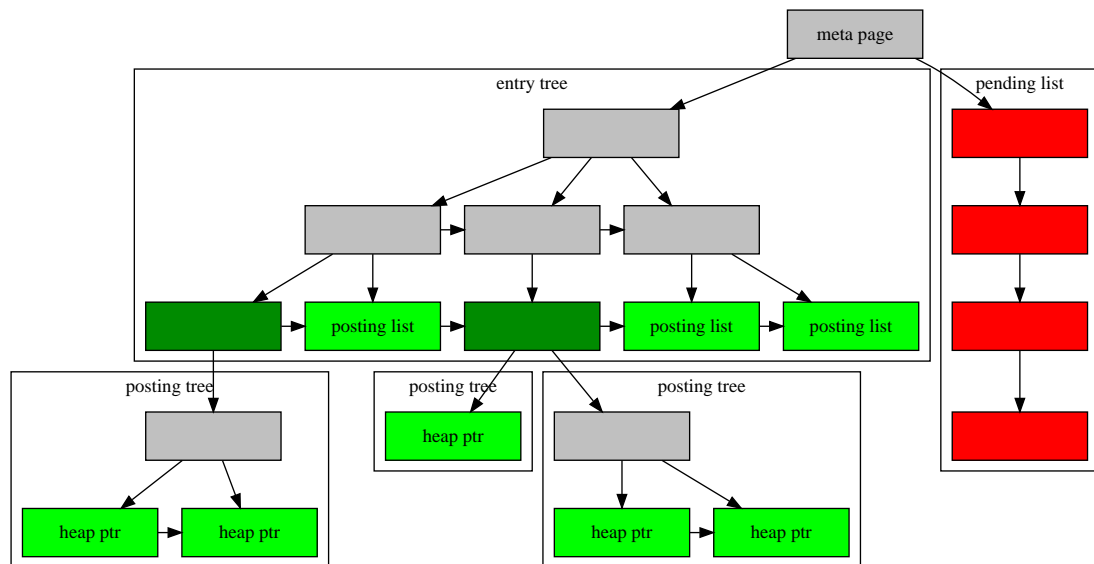 meta page
entry tree
pending list
posting list
posting list
posting list
posting tree
posting tree
posting tree
heap ptr
heap ptr
heap ptr
heap ptr
heap ptr